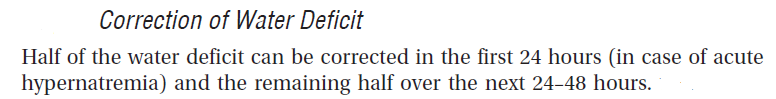 Correction of Water Deficit
Half of the water deficit can be corrected in the first 24 hours (in case of acute
hypernatremia) and the remaining half over the next 24–48 hours.